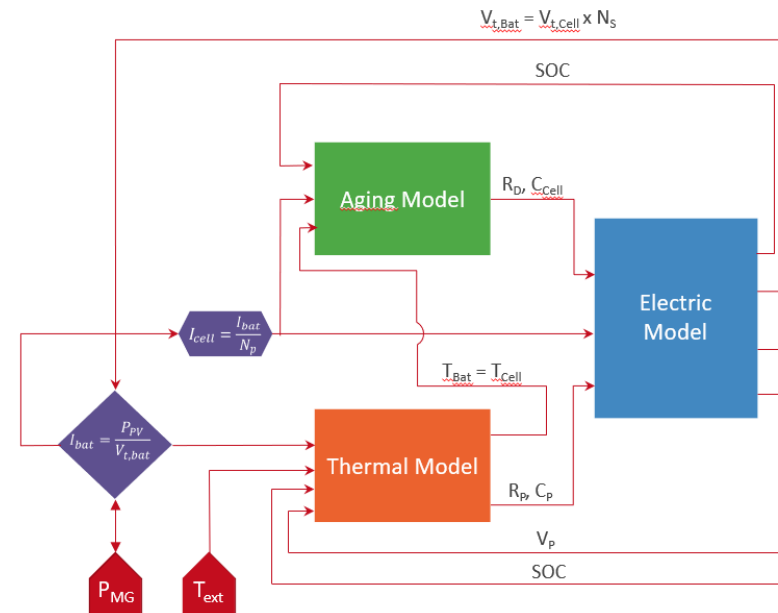 V_t,Bat = V_t,Cell x N_S
SOC
Aging Model
R_D, C_Cell
Electric
Model
I_cell = I_bat / N_p
T_Bat = T_Cell
I_bat = P_PV / V_t,bat
Thermal Model
R_P, C_P
V_P
SOC
P_MG
T_ext